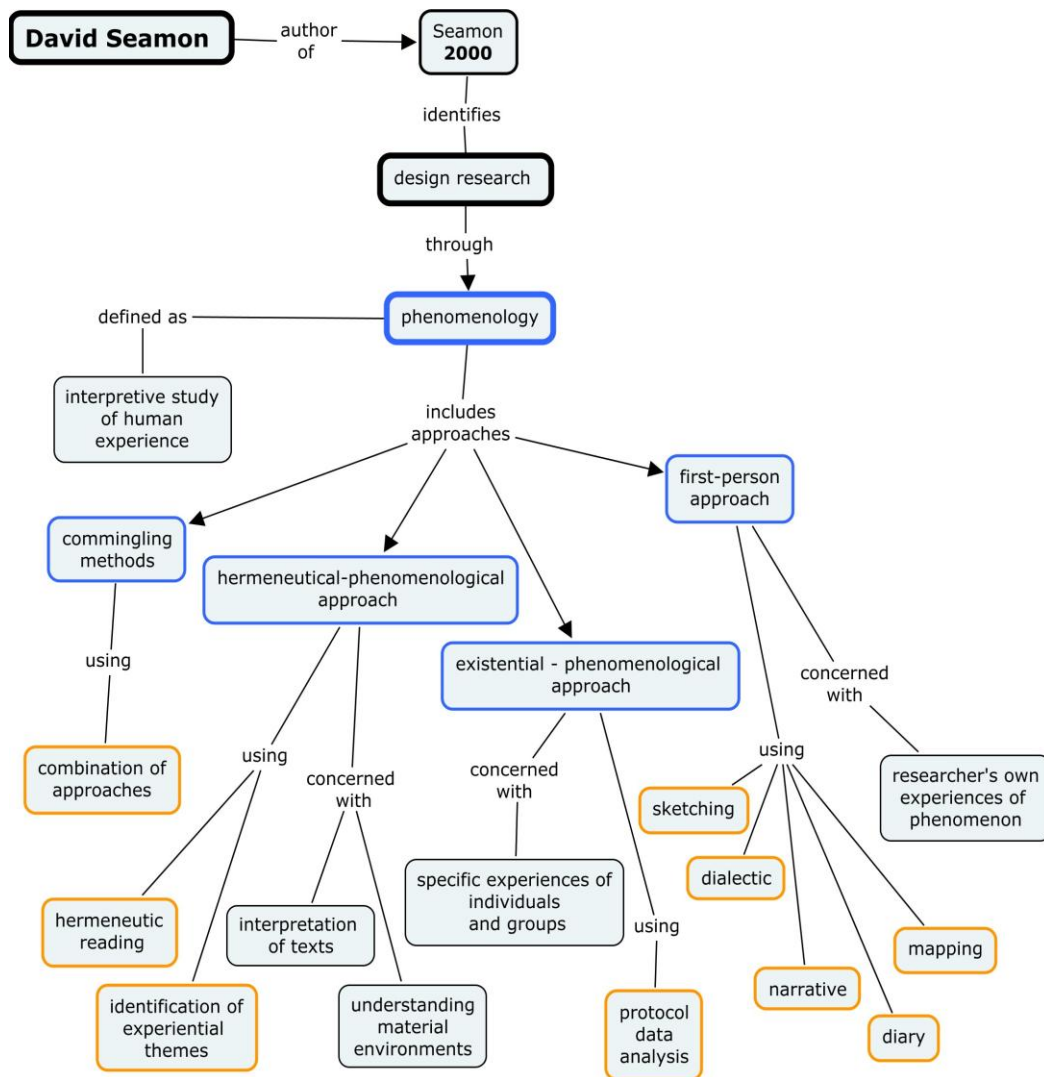 David Seamon
author
of
Seamon
2000
identifies
design research
through
phenomenology
defined as
interpretive study
of human
experience
includes
approaches
first-person
approach
commingling
methods
hermeneutical-phenomenological
approach
existential - phenomenological
approach
using
combination of
approaches
using
concerned
with
concerned
with
using
concerned
with
hermeneutic
reading
identification of
experiential
themes
interpretation
of texts
understanding
material
environments
specific experiences of
individuals
and groups
using
protocol
data
analysis
sketching
dialectic
narrative
diary
mapping
researcher's own
experiences of
phenomenon